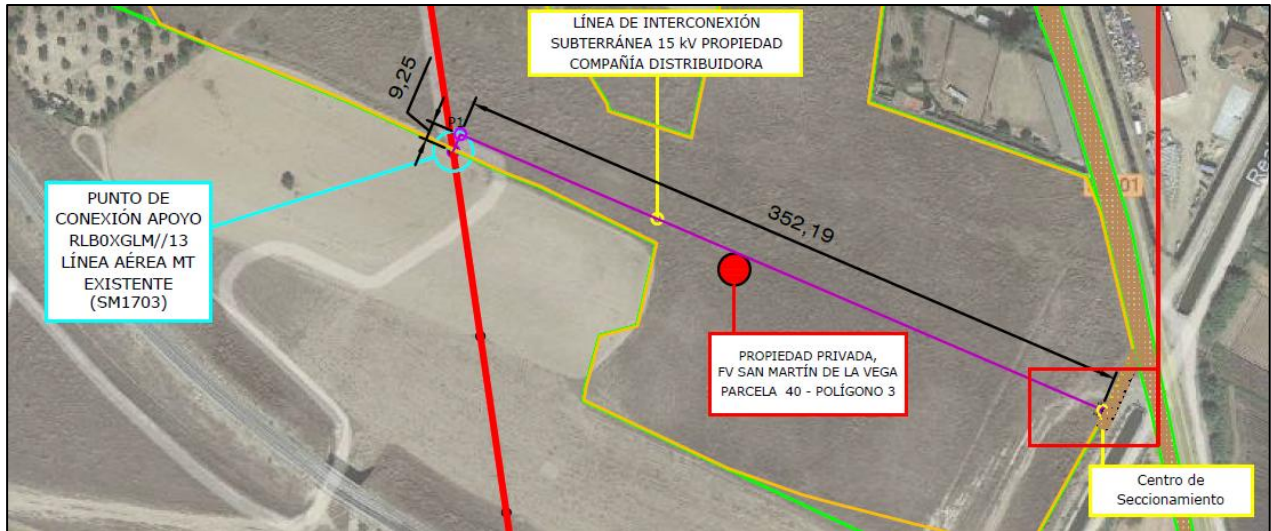 LÍNEA DE INTERCONEXIÓN
SUBTERRÁNEA 15 kV PROPIEDAD
COMPAÑÍA DISTRIBUIDORA
9,25
P1
PUNTO DE
CONEXIÓN APOYO
RLB0XGLM//13
LÍNEA AÉREA MT
EXISTENTE
(SM1703)
352,19
PROPIEDAD PRIVADA,
FV SAN MARTÍN DE LA VEGA
PARCELA 40 - POLÍGONO 3
01
Re
Centro de
Seccionamiento